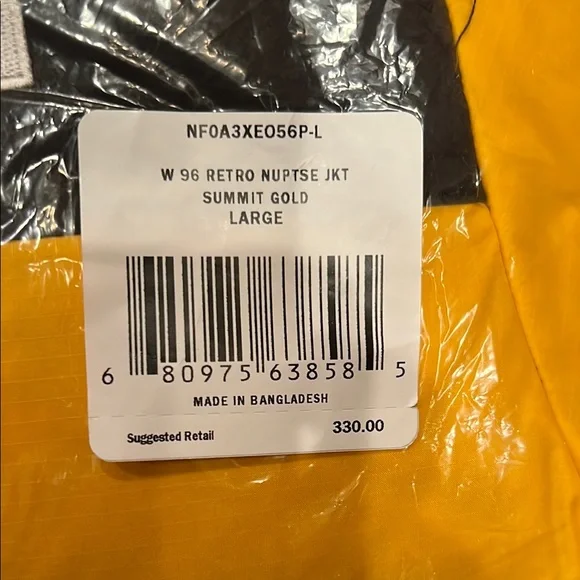 NF0A3XEO56P-L
W 96 RETRO NUPTSE JKT
SUMMIT GOLD
LARGE
6 80975 63858 5
MADE IN BANGLADESH
Suggested Retail 330.00